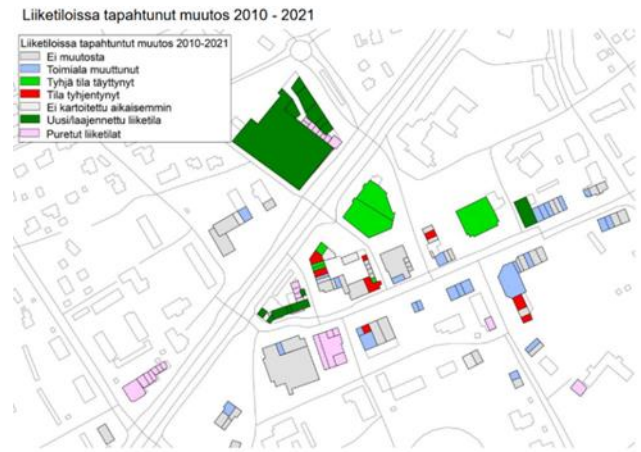 Liiketiloissa tapahtunut muutos 2010 - 2021
Liiketiloissa tapahtuntut muutos 2010-2021
Ei muutosta
Toimiala muuttunut
Tyhjä tila täyttynyt
Tila tyhjentynyt
Ei kartoitettu aikaisemmin
Uusi/laajennettu liiketila
Puretut liiketilat